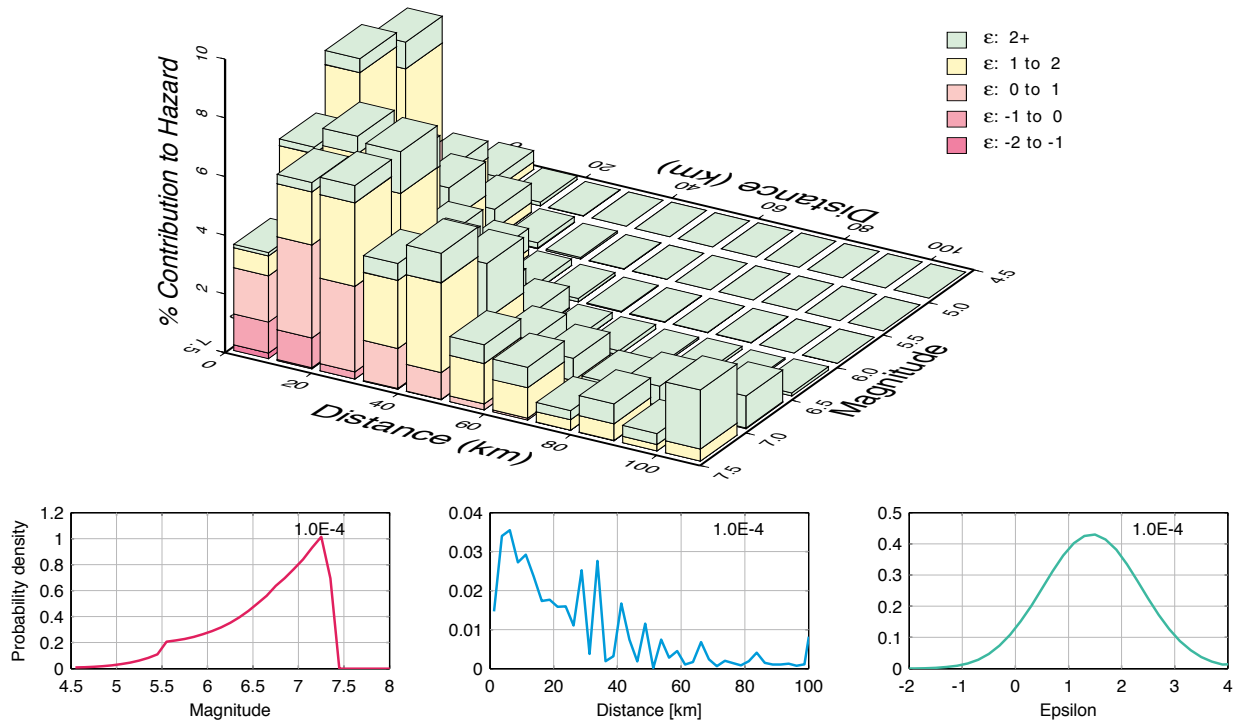 ε: 2+
ε: 1 to 2
ε: 0 to 1
ε: -1 to 0
ε: -2 to -1
% Contribution to Hazard
10
8
6
4
2
0
20
40
60
80
100
Distance (km)
4.5
5.0
5.5
6.0
6.5
7.0
7.5
Magnitude
7.5
0
20
40
60
80
100
Distance (km)
Probability density
1.2
1
0.8
0.6
0.4
0.2
0
1.0E-4
4.5 5 5.5 6 6.5 7 7.5 8
Magnitude
0.04
0.03
0.02
0.01
0
1.0E-4
0 20 40 60 80 100
Distance [km]
0.5
0.4
0.3
0.2
0.1
0
1.0E-4
-2 -1 0 1 2 3 4
Epsilon